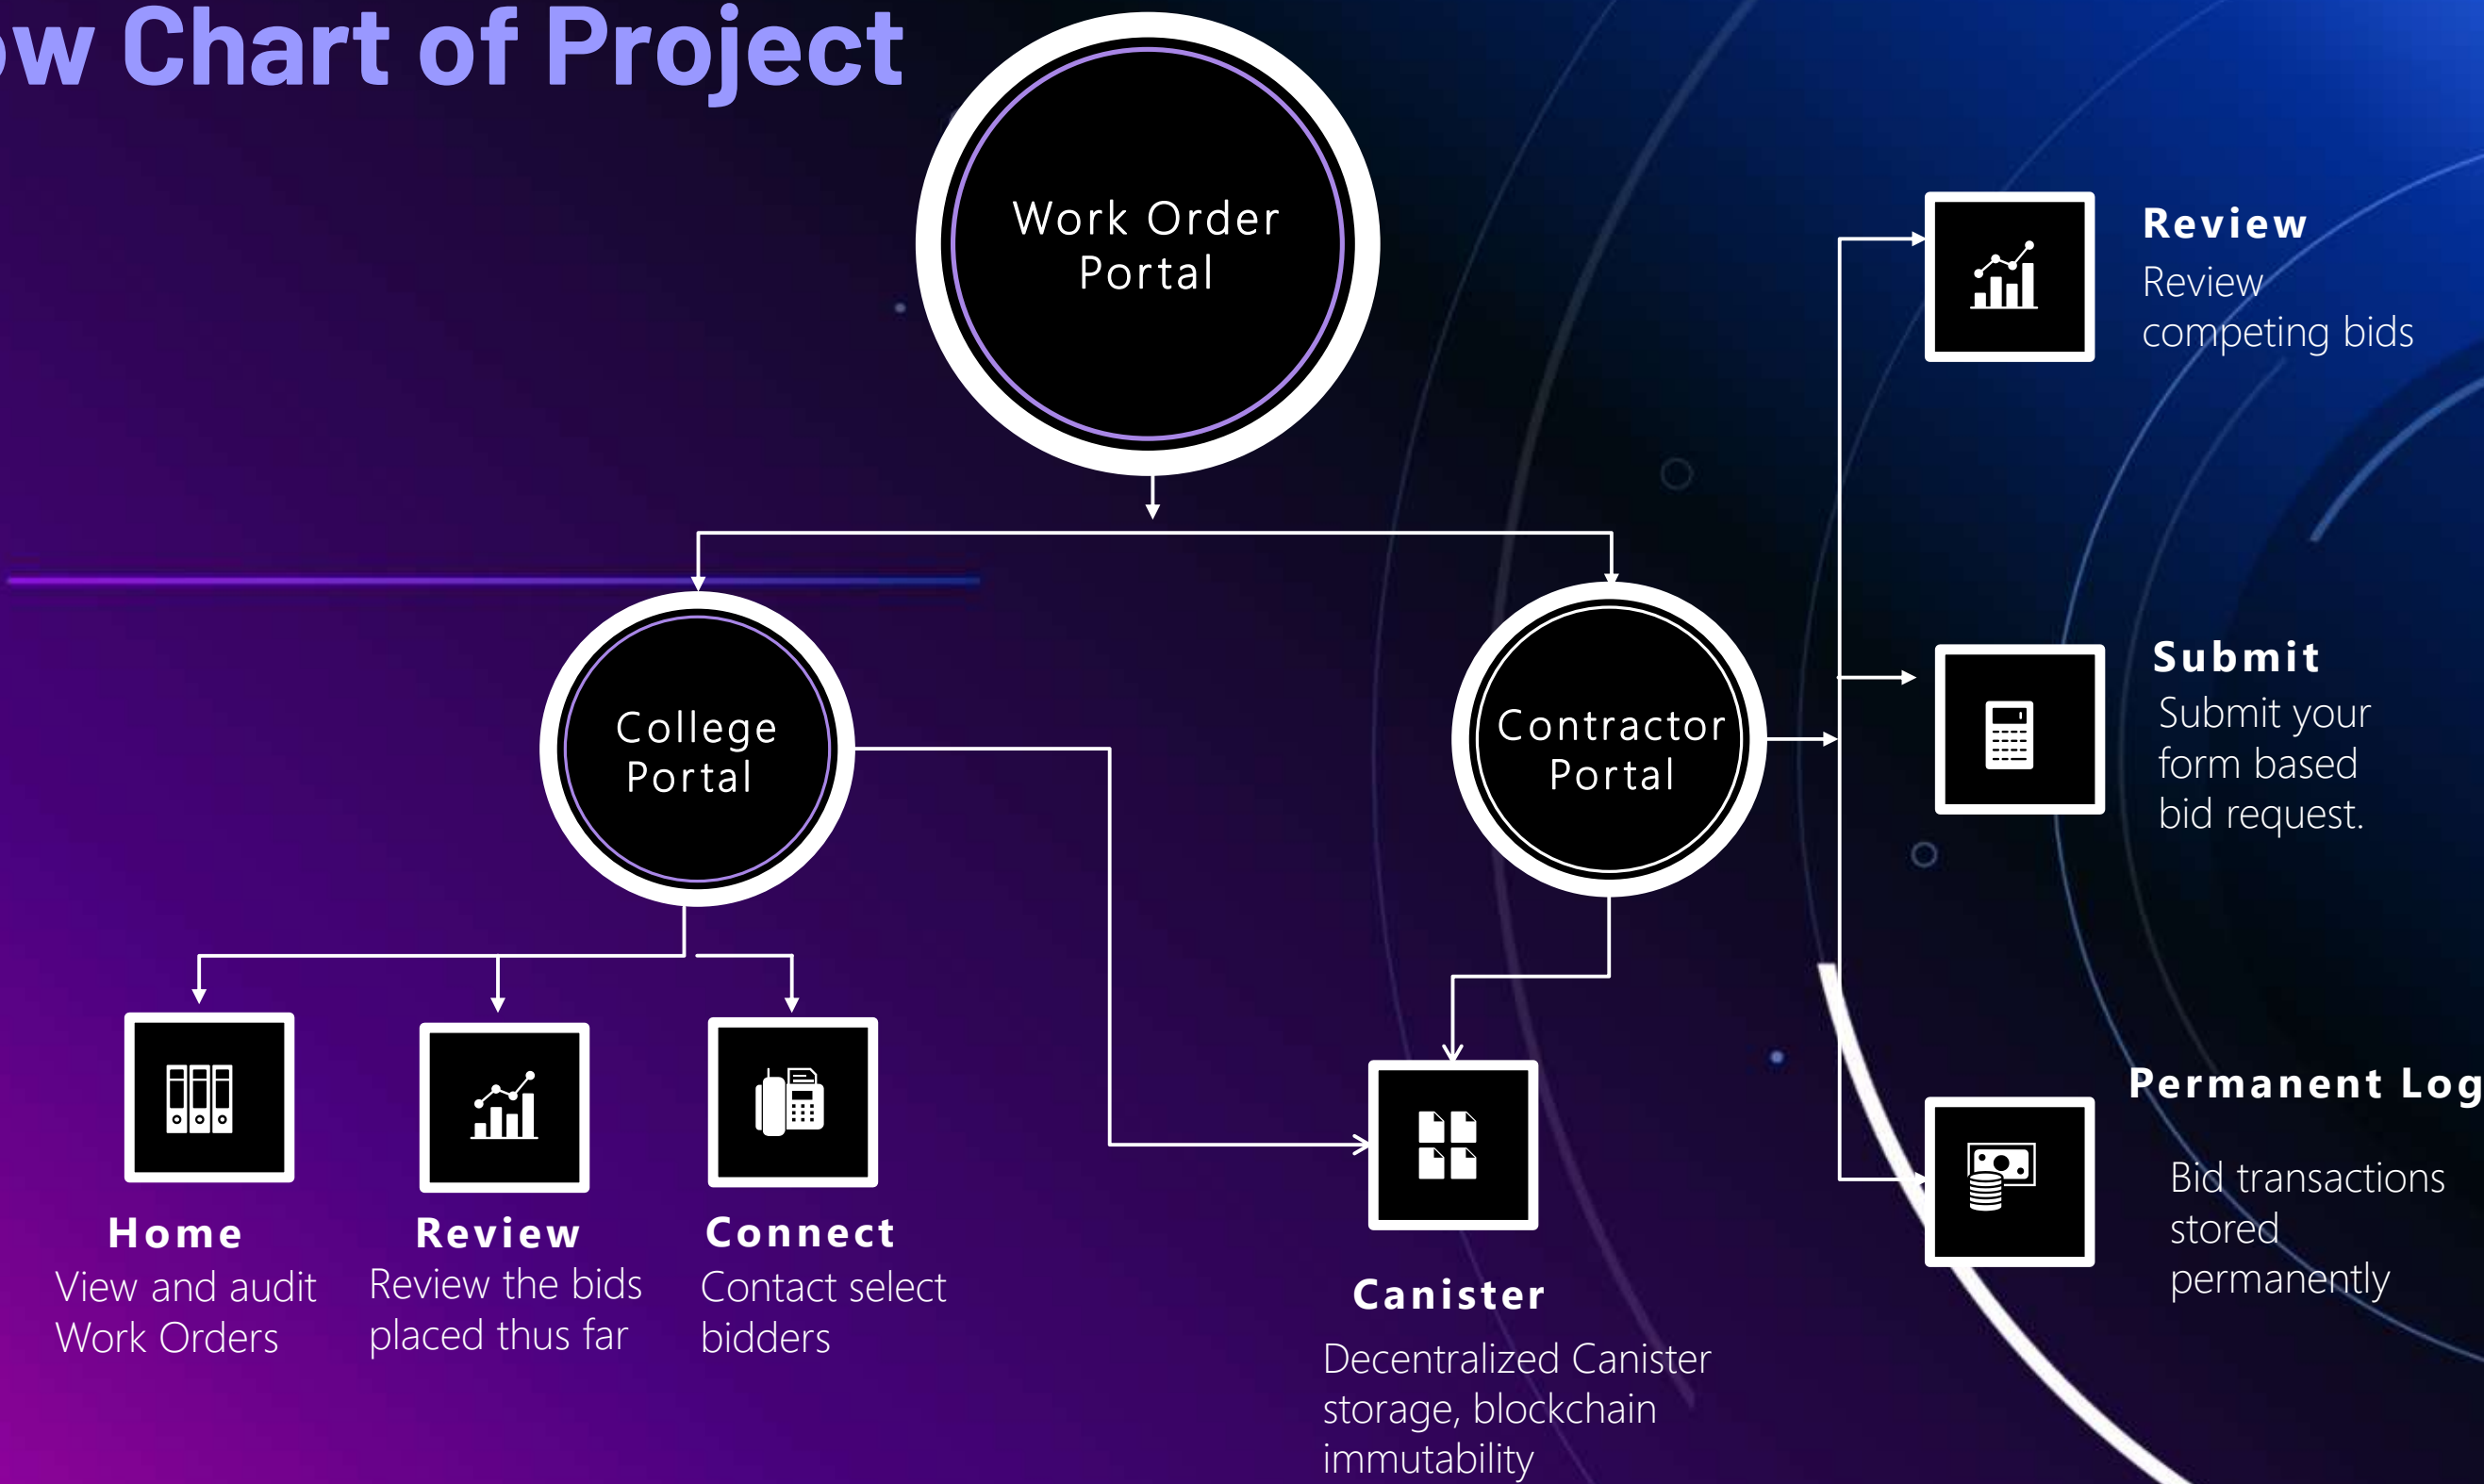 ow Chart of Project
Work Order
Portal
Review
Review
competing bids
College
Portal
Contractor
Portal
Submit
Submit your
form based
bid request.
Home
View and audit
Work Orders
Review
Review the bids
placed thus far
Connect
Contact select
bidders
Canister
Decentralized Canister
storage, blockchain
immutability
Permanent Log
Bid transactions
stored
permanently